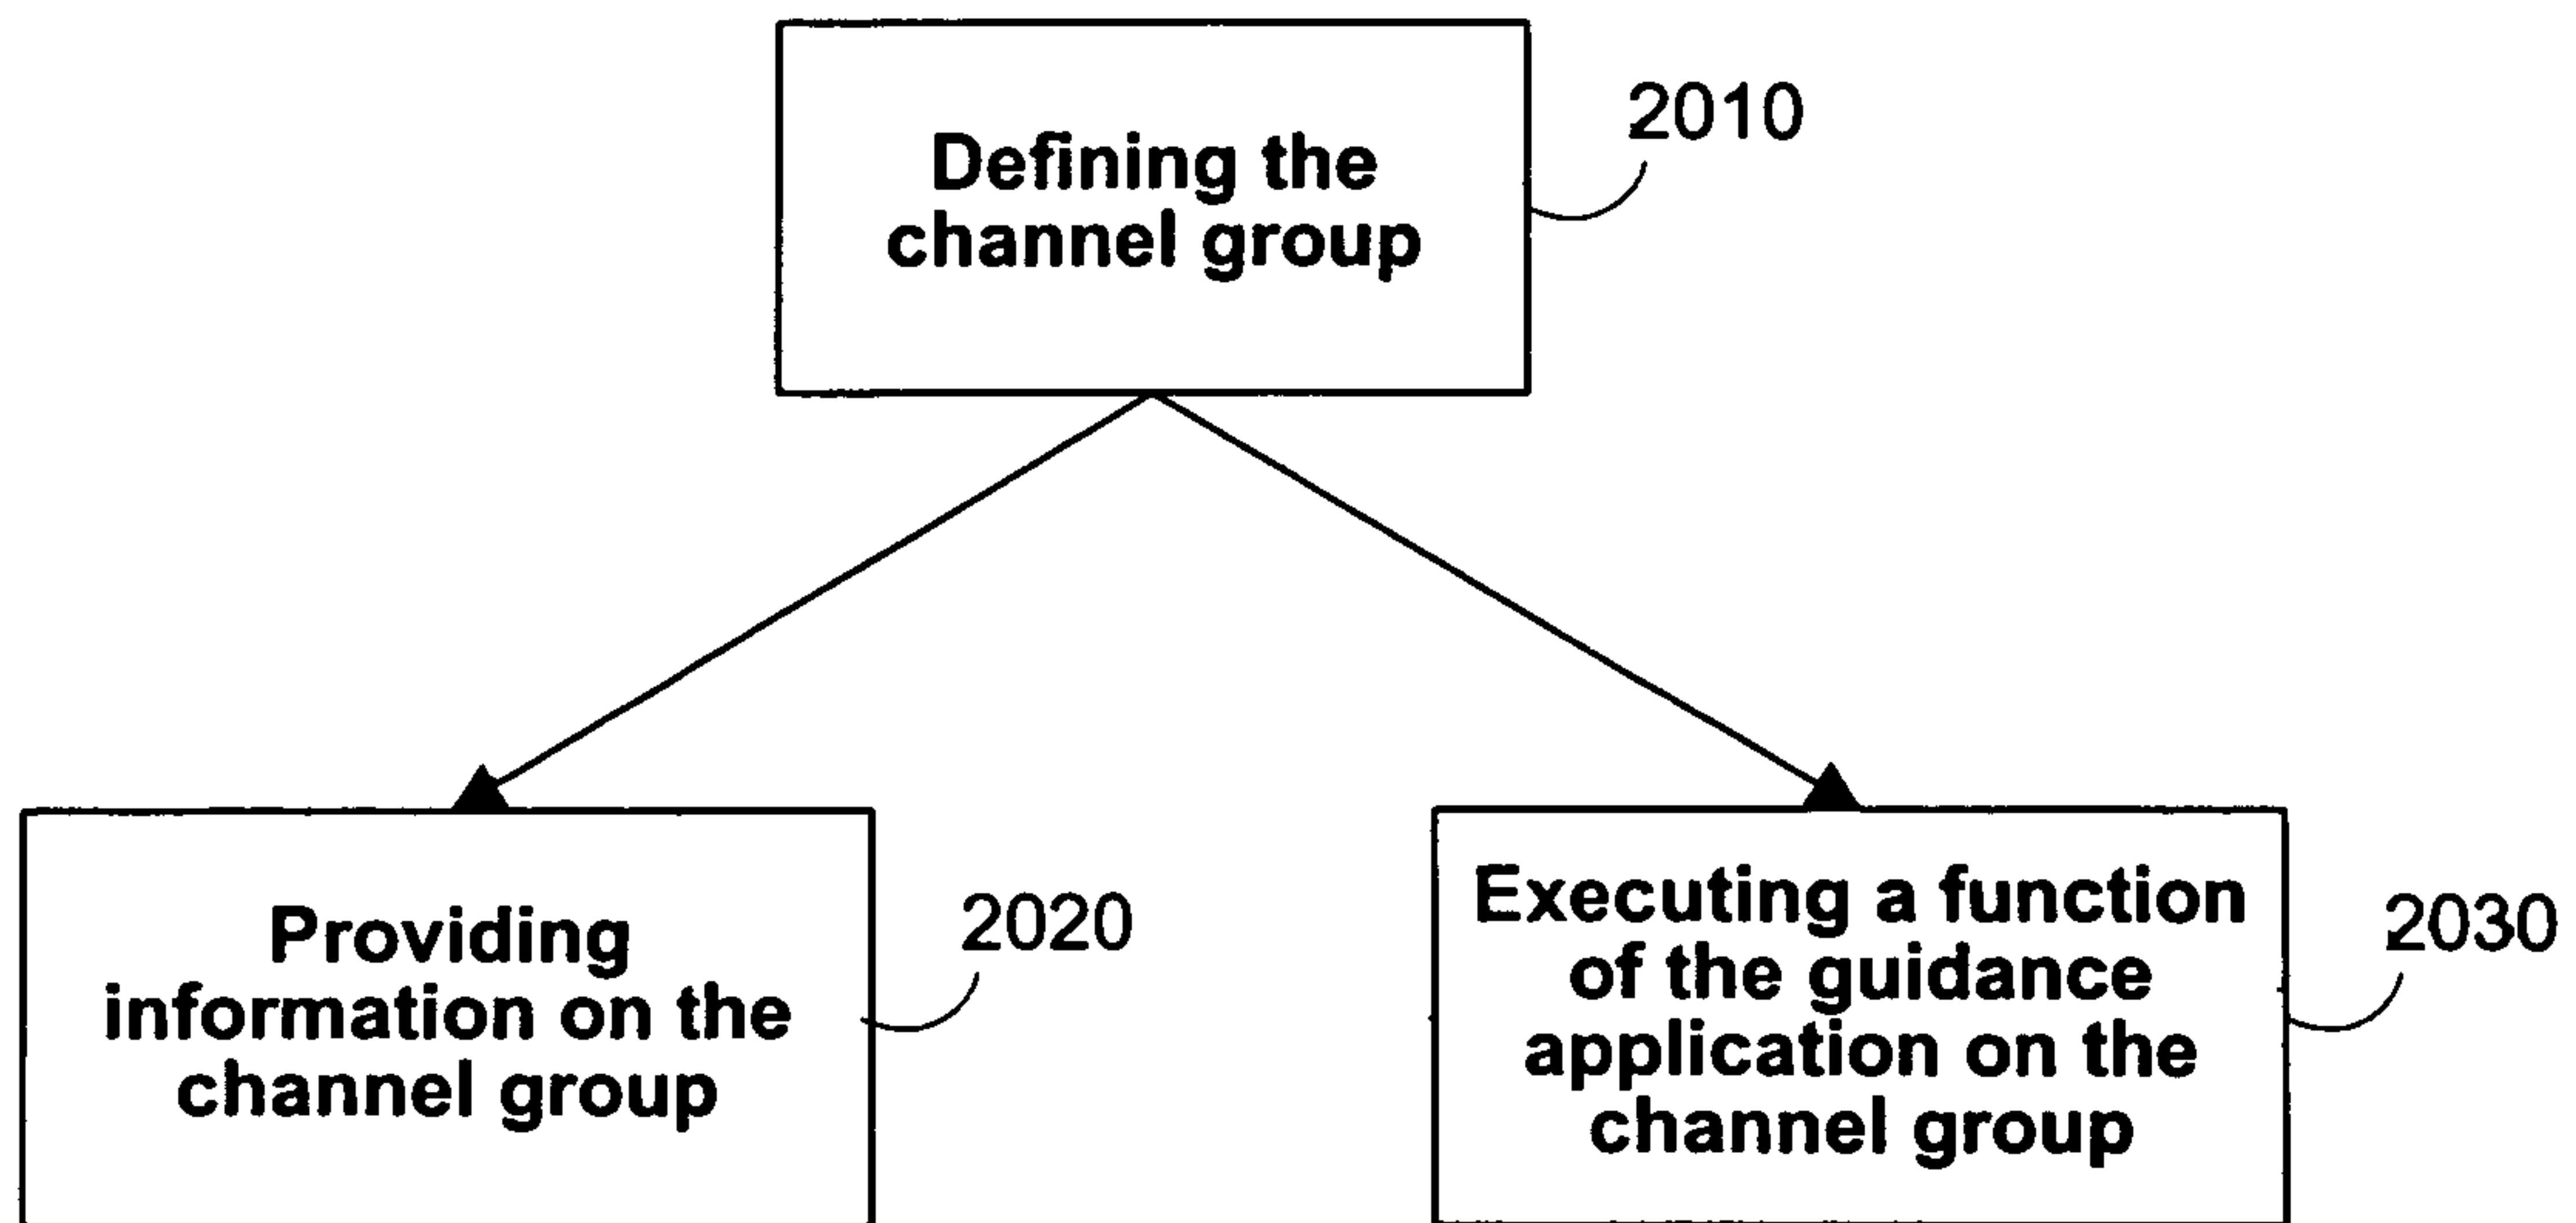 Defining the
channel group
2010
Providing
information on the
channel group
2020
Executing a function
of the guidance
application on the
channel group
2030